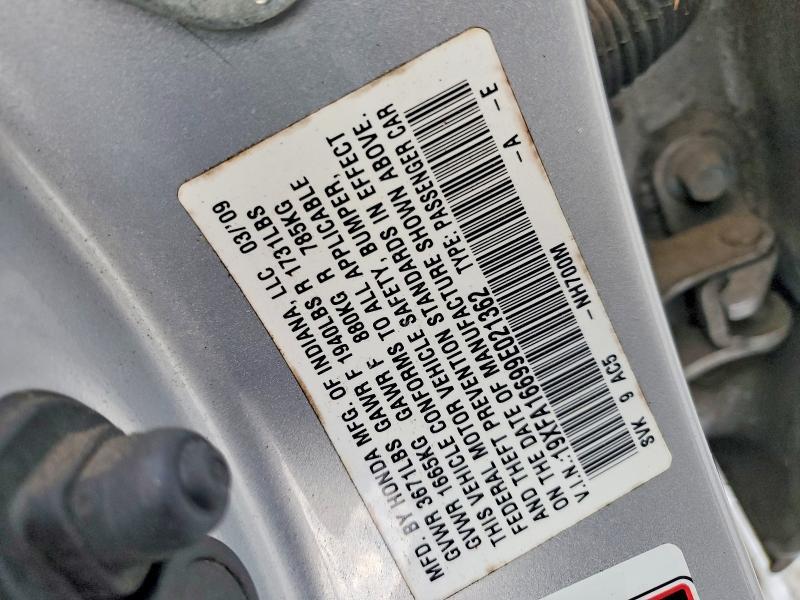 MFD. BY HONDA MFG. OF INDIANA, LLC 03/'09
GVWR 3671LBS GAWR F 1940LBS R 1731LBS
GVWR 1665KG GAWR F 880KG R 785KG
THIS VEHICLE CONFORMS TO ALL APPLICABLE
FEDERAL MOTOR VEHICLE SAFETY, BUMPER,
AND THEFT PREVENTION STANDARDS IN EFFECT
ON THE DATE OF MANUFACTURE SHOWN ABOVE.
V.I.N.:19XFA16699E021362 TYPE: PASSENGER CAR
SVK 9 AC5 -NH700M -A -E